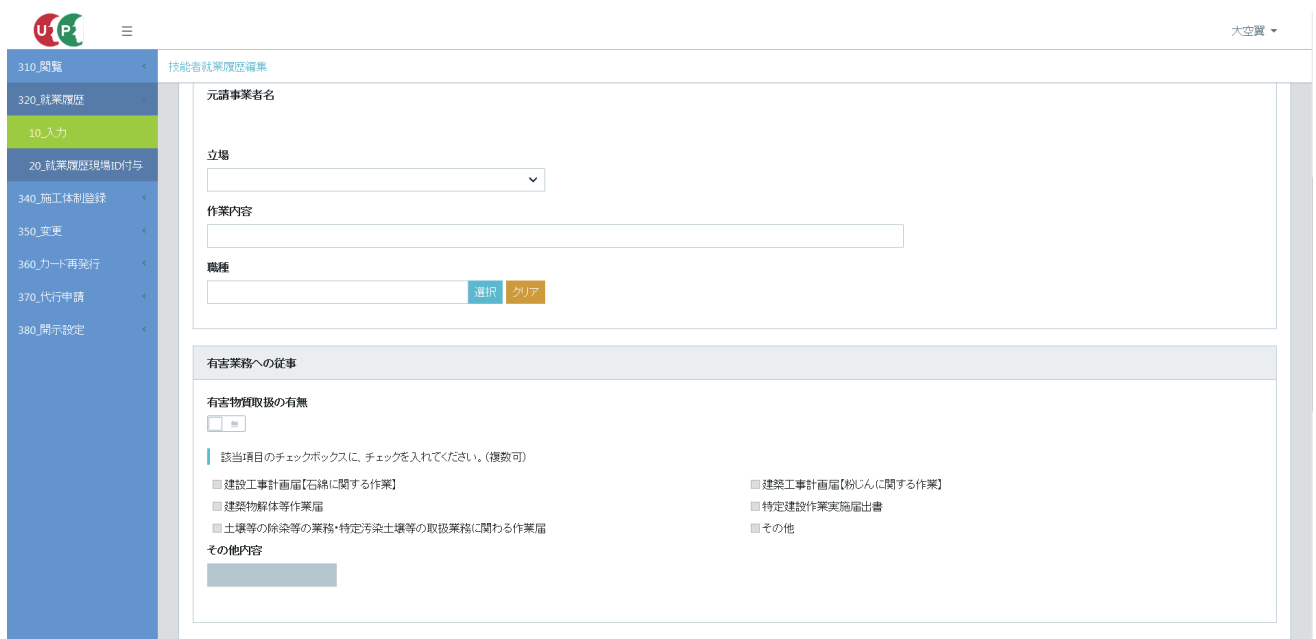 UP
大空翼
310_閲覧
技能者就業履歴編集
320_就業履歴
元請事業者名
10_入力
立場
20_就業履歴現場ID付与
340_施工体制登録
作業内容
350_変更
360_カード再発行
職種
選択
クリア
370_代行申請
380_開示設定
有害業務への従事
有害物質取扱の有無
無
該当項目のチェックボックスに、チェックを入れてください。(複数可)
建設工事計画届【石綿に関する作業】
建築工事計画届【粉じんに関する作業】
建築物解体等作業届
特定建設作業実施届出書
土壌等の除染等の業務・特定汚染土壌等の取扱業務に関わる作業届
その他
その他内容